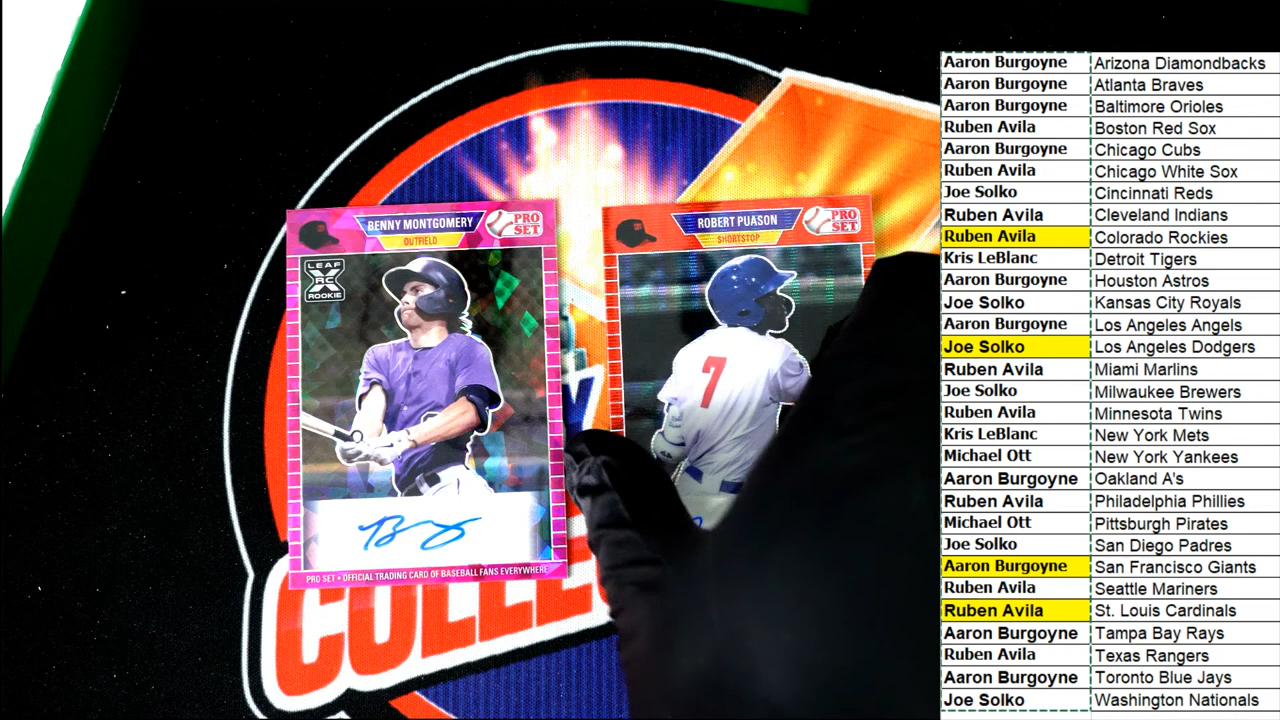 BENNY MONTGOMERY
OUTFIELD
PRO
SET
LEAF
X
RC
ROOKIE
PRO SET • OFFICIAL TRADING CARD OF BASEBALL FANS EVERYWHERE
ROBERT PUASON
SHORTSTOP
PRO
SET
7
COLLE
Aaron Burgoyne Arizona Diamondbacks
Aaron Burgoyne Atlanta Braves
Aaron Burgoyne Baltimore Orioles
Ruben Avila Boston Red Sox
Aaron Burgoyne Chicago Cubs
Ruben Avila Chicago White Sox
Joe Solko Cincinnati Reds
Ruben Avila Cleveland Indians
Ruben Avila Colorado Rockies
Kris LeBlanc Detroit Tigers
Aaron Burgoyne Houston Astros
Joe Solko Kansas City Royals
Aaron Burgoyne Los Angeles Angels
Joe Solko Los Angeles Dodgers
Ruben Avila Miami Marlins
Joe Solko Milwaukee Brewers
Ruben Avila Minnesota Twins
Kris LeBlanc New York Mets
Michael Ott New York Yankees
Aaron Burgoyne Oakland A's
Ruben Avila Philadelphia Phillies
Michael Ott Pittsburgh Pirates
Joe Solko San Diego Padres
Aaron Burgoyne San Francisco Giants
Ruben Avila Seattle Mariners
Ruben Avila St. Louis Cardinals
Aaron Burgoyne Tampa Bay Rays
Ruben Avila Texas Rangers
Aaron Burgoyne Toronto Blue Jays
Joe Solko Washington Nationals